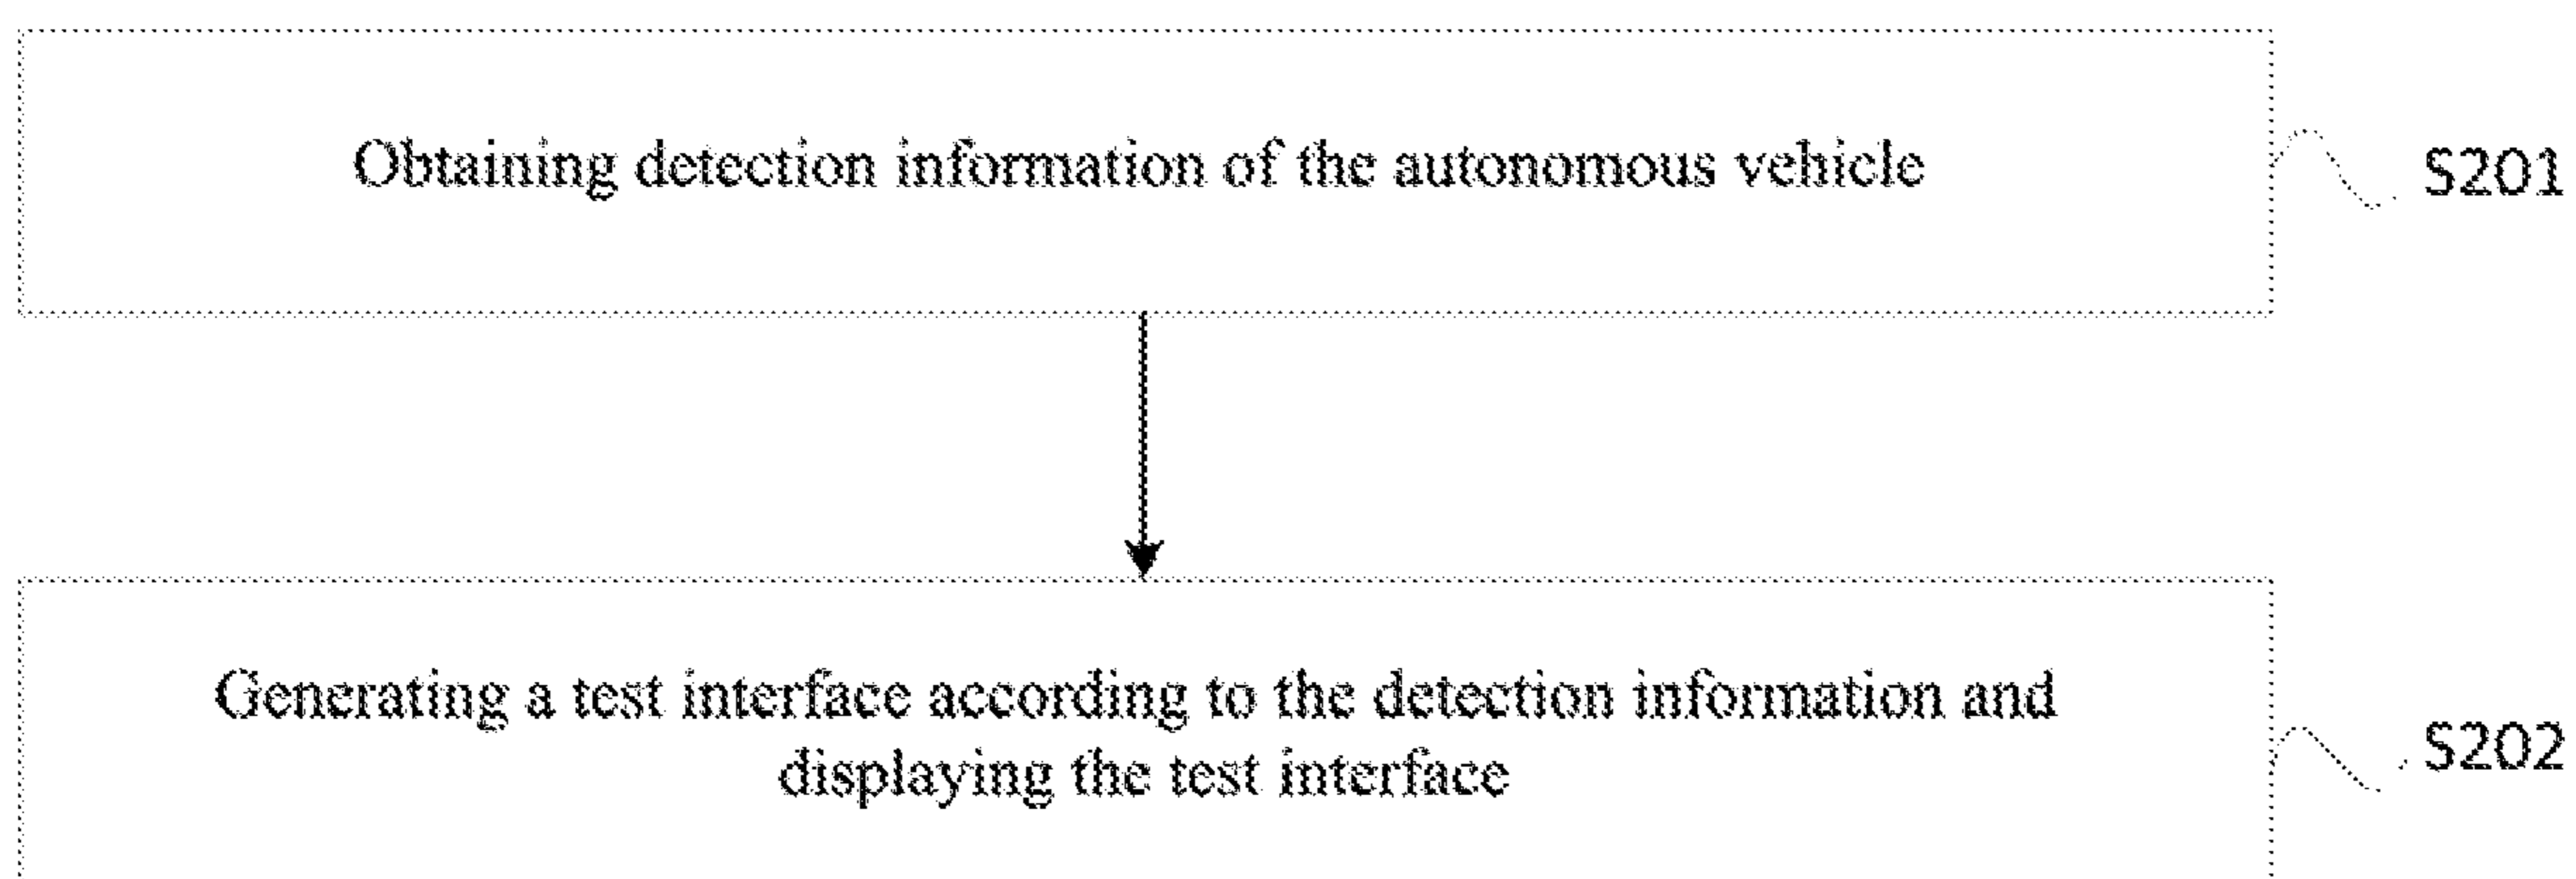 Obtaining detection information of the autonomous vehicle
S201
Generating a test interface according to the detection information and
displaying the test interface
S202